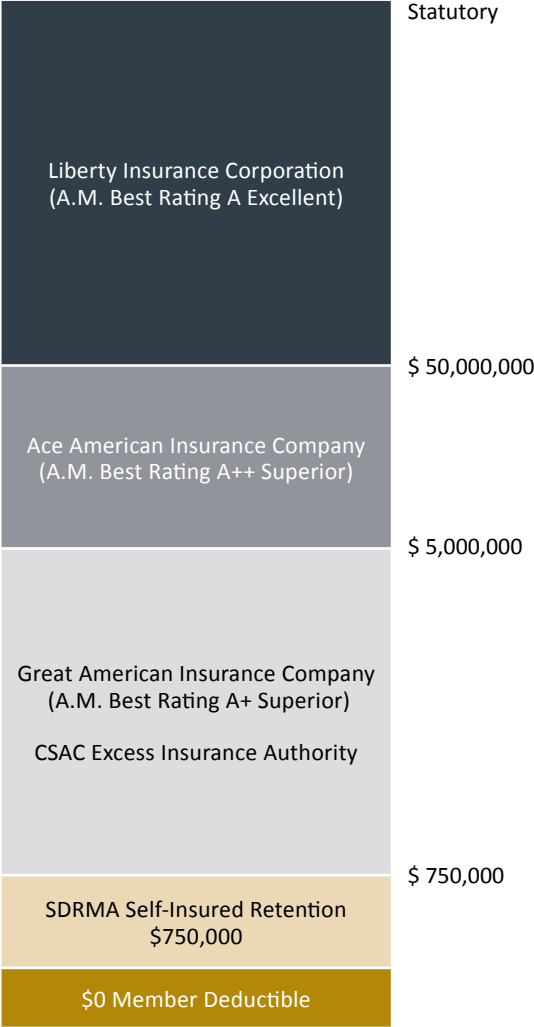 Statutory
Liberty Insurance Corporation
(A.M. Best Rating A Excellent)
$ 50,000,000
Ace American Insurance Company
(A.M. Best Rating A++ Superior)
$ 5,000,000
Great American Insurance Company
(A.M. Best Rating A+ Superior)
CSAC Excess Insurance Authority
$ 750,000
SDRMA Self-Insured Retention
$750,000
$0 Member Deductible